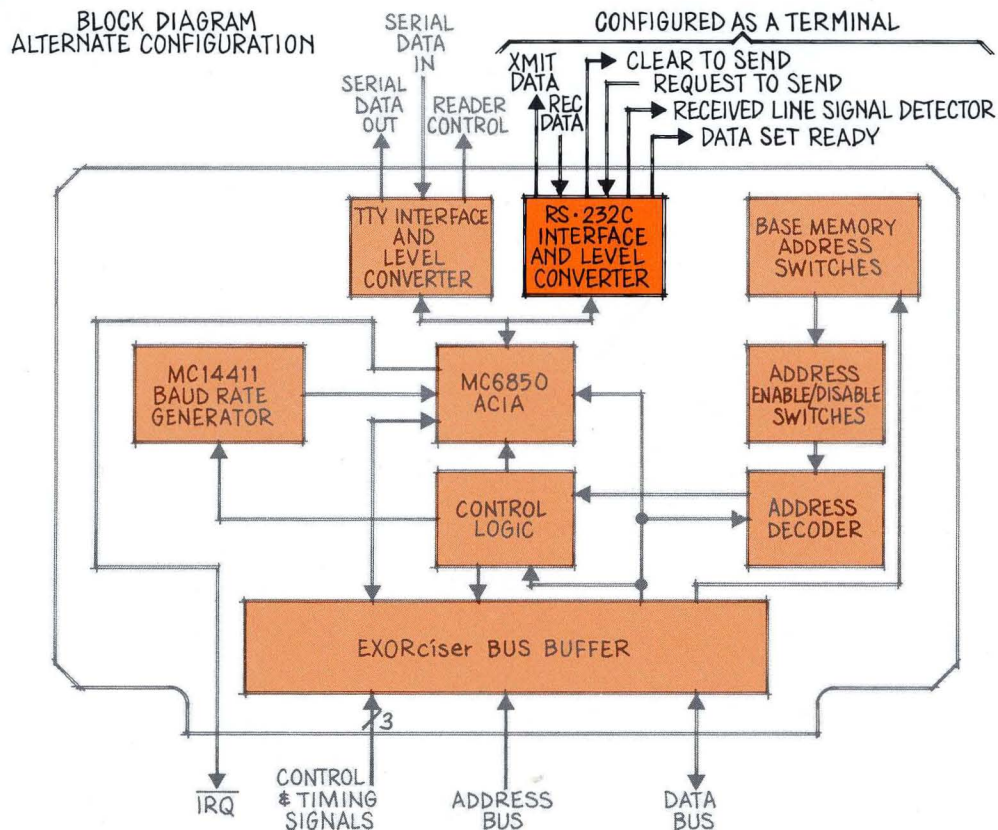 BLOCK DIAGRAM
ALTERNATE CONFIGURATION
SERIAL
DATA
IN
SERIAL
DATA
OUT
READER
CONTROL
CONFIGURED AS A TERMINAL
XMIT
DATA
REC
DATA
CLEAR TO SEND
REQUEST TO SEND
RECEIVED LINE SIGNAL DETECTOR
DATA SET READY
TTY INTERFACE
AND
LEVEL
CONVERTER
RS·232C
INTERFACE
AND LEVEL
CONVERTER
BASE MEMORY
ADDRESS
SWITCHES
MC14411
BAUD RATE
GENERATOR
MC6850
ACIA
ADDRESS
ENABLE/DISABLE
SWITCHES
CONTROL
LOGIC
ADDRESS
DECODER
EXORciser BUS BUFFER
3
IRQ
CONTROL
& TIMING
SIGNALS
ADDRESS
BUS
DATA
BUS